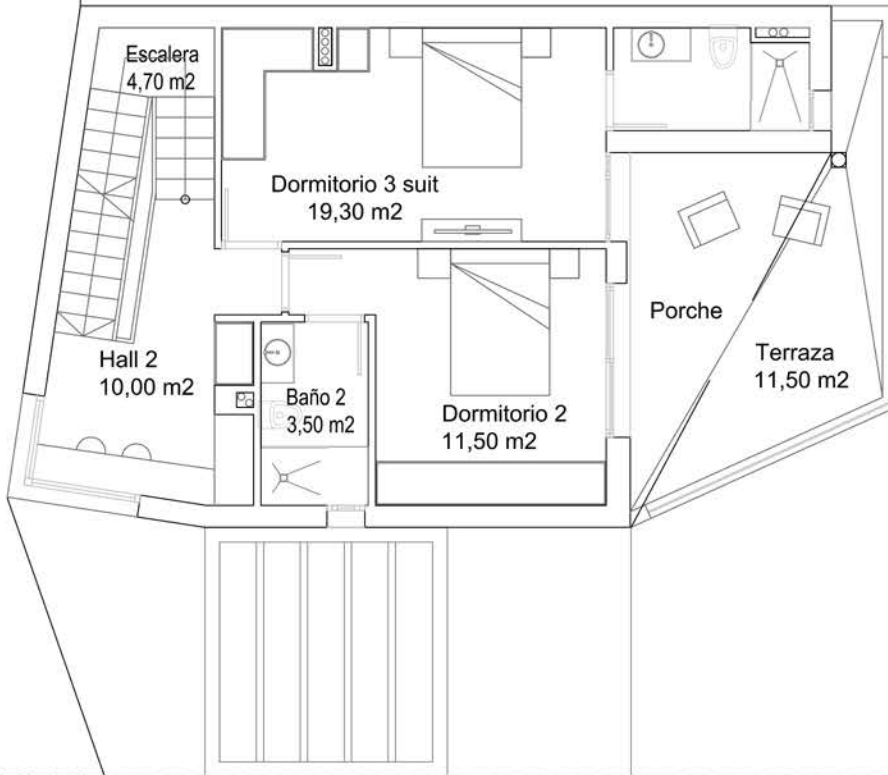 Escalera
4,70 m2
Dormitorio 3 suit
19,30 m2
Porche
Terraza
11,50 m2
Hall 2
10,00 m2
Baño 2
3,50 m2
Dormitorio 2
11,50 m2